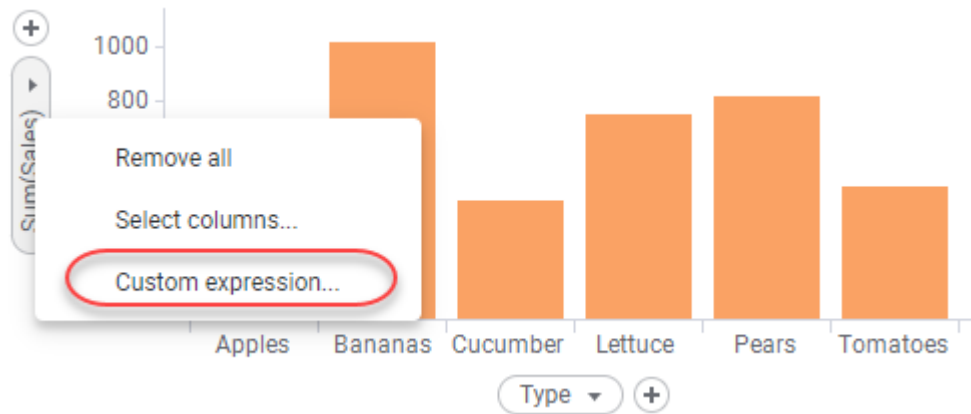 1000
800
Sum(Sales)
Remove all
Select columns...
Custom expression...
Apples Bananas Cucumber Lettuce Pears Tomatoes
Type